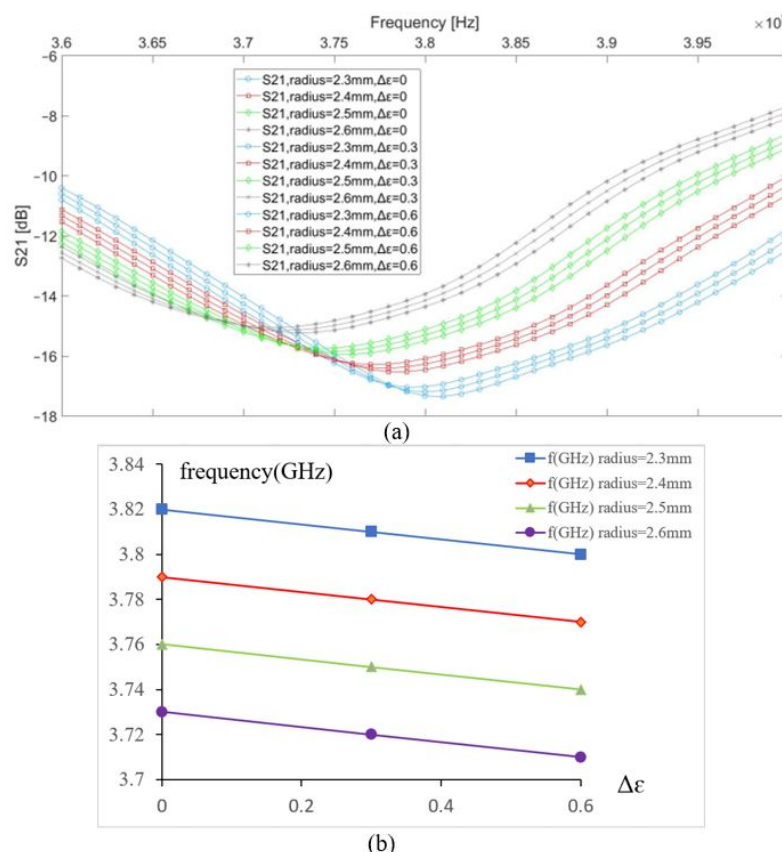 Frequency [Hz]
3.6 3.65 3.7 3.75 3.8 3.85 3.9 3.95
-6
-8
-10
-12
-14
-16
-18
S21 [dB]
S21,radius=2.3mm,Δε=0
S21,radius=2.4mm,Δε=0
S21,radius=2.5mm,Δε=0
S21,radius=2.6mm,Δε=0
S21,radius=2.3mm,Δε=0.3
S21,radius=2.4mm,Δε=0.3
S21,radius=2.5mm,Δε=0.3
S21,radius=2.6mm,Δε=0.3
S21,radius=2.3mm,Δε=0.6
S21,radius=2.4mm,Δε=0.6
S21,radius=2.5mm,Δε=0.6
S21,radius=2.6mm,Δε=0.6
(a)
frequency(GHz)
f(GHz) radius=2.3mm
f(GHz) radius=2.4mm
f(GHz) radius=2.5mm
f(GHz) radius=2.6mm
3.84
3.82
3.8
3.78
3.76
3.74
3.72
3.7
0 0.2 0.4 0.6
Δε
(b)